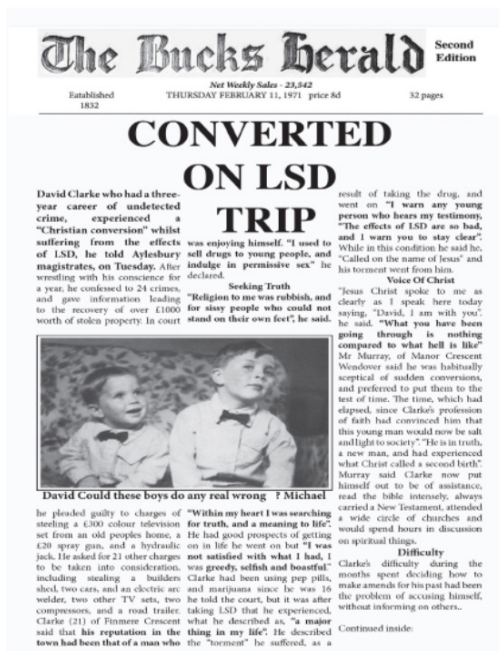 The Bucks Herald
Second
Edition
Net Weekly Sales - 23,542
Eatablished
1832
THURSDAY FEBRUARY 11, 1971 price 8d
32 pages
CONVERTED
ON LSD
TRIP
David Clarke who had a three-
year career of undetected
crime, experienced a
"Christian conversion" whilst
suffering from the effects
of LSD, he told Aylesbury
magistrates, on Tuesday. After
wrestling with his conscience for
a year, he confessed to 24 crimes,
and gave information leading
to the recovery of over £1000
worth of stolen property. In court
was enjoying himself. "I used to
sell drugs to young people, and
indulge in permissive sex" he
declared.
Seeking Truth
"Religion to me was rubbish, and
for sissy people who could not
stand on their own feet", he said.
David Could these boys do any real wrong ? Michael
he pleaded guilty to charges of
steeling a £300 colour television
set from an old peoples home, a
£20 spray gun, and a hydraulic
jack. He asked for 21 other charges
to be taken into consideration,
including stealing a builders
shed, two cars, and an electric arc
welder, two other TV sets, two
compressors, and a road trailer.
Clarke (21) of Finmere Crescent
said that his reputation in the
town had been that of a man who
"Within my heart I was searching
for truth, and a meaning to life".
He had good prospects of getting
on in life he went on but "I was
not satisfied with what I had, I
was greedy, selfish and boastful."
Clarke had been using pep pills,
and marijuana since he was 16
he told the court, but it was after
taking LSD that he experienced,
what he described as, "a major
thing in my life". He described
the "torment" he suffered, as a
result of taking the drug, and
went on "I warn any young
person who hears my testimony,
"The effects of LSD are so bad,
and I warn you to stay clear".
While in this condition he said he,
"Called on the name of Jesus" and
his torment went from him.
Voice Of Christ
"Jesus Christ spoke to me as
clearly as I speak here today
saying, "David, I am with you".
he said. "What you have been
going through is nothing
compared to what hell is like"
Mr Murray, of Manor Crescent
Wendover said he was habitually
sceptical of sudden conversions,
and preferred to put them to the
test of time. The time, which had
elapsed, since Clarke's profession
of faith had convinced him that
this young man would now be salt
and light to society". "He is in truth,
a new man, and had experienced
what Christ called a second birth".
Murray said Clarke now put
himself out to be of assistance,
read the bible intensely, always
carried a New Testament, attended
a wide circle of churches and
would spend hours in discussion
on spiritual things.
Difficulty
Clarke's difficulty during the
months spent deciding how to
make amends for his past had been
the problem of accusing himself,
without informing on others..
Continued inside: